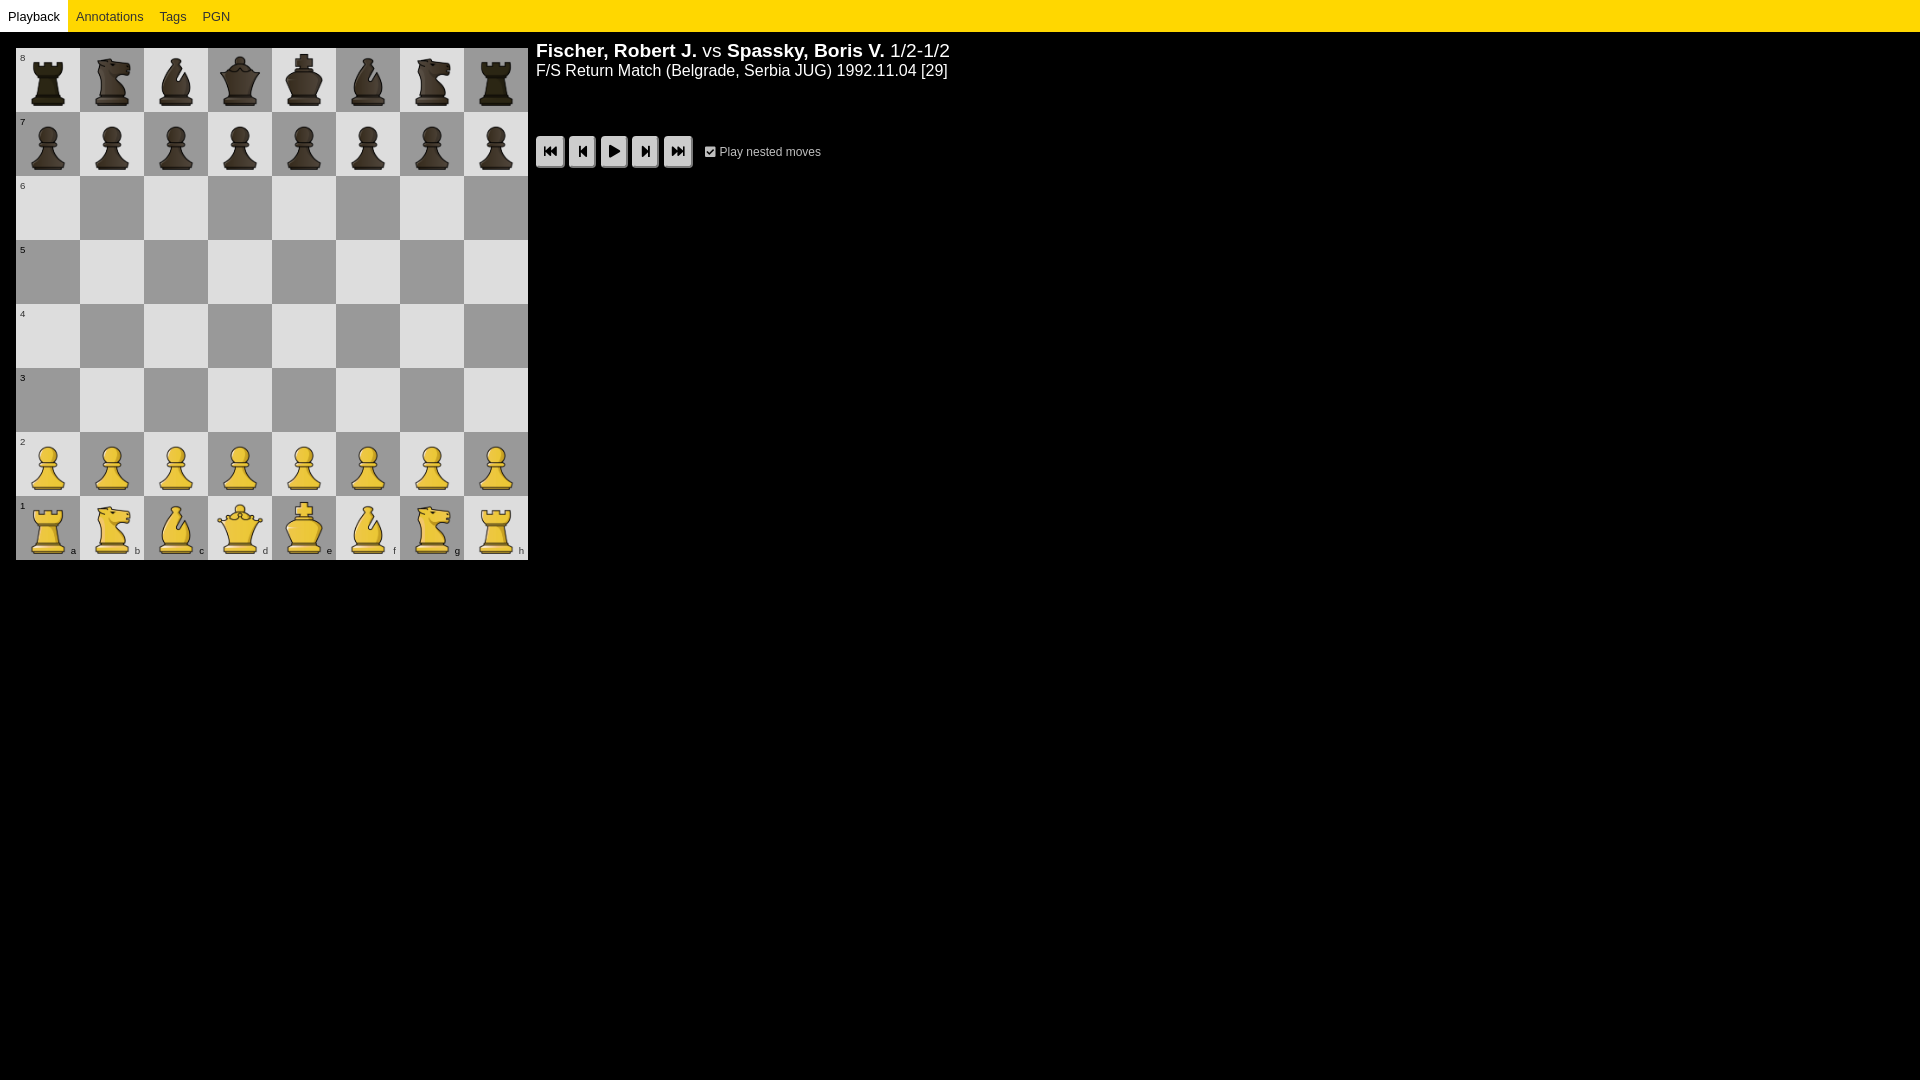 Playback Annotations Tags PGN
Fischer, Robert J. vs Spassky, Boris V. 1/2-1/2
F/S Return Match (Belgrade, Serbia JUG) 1992.11.04 [29]
Play nested moves
8
7
6
5
4
3
2
1
a b c d e f g h